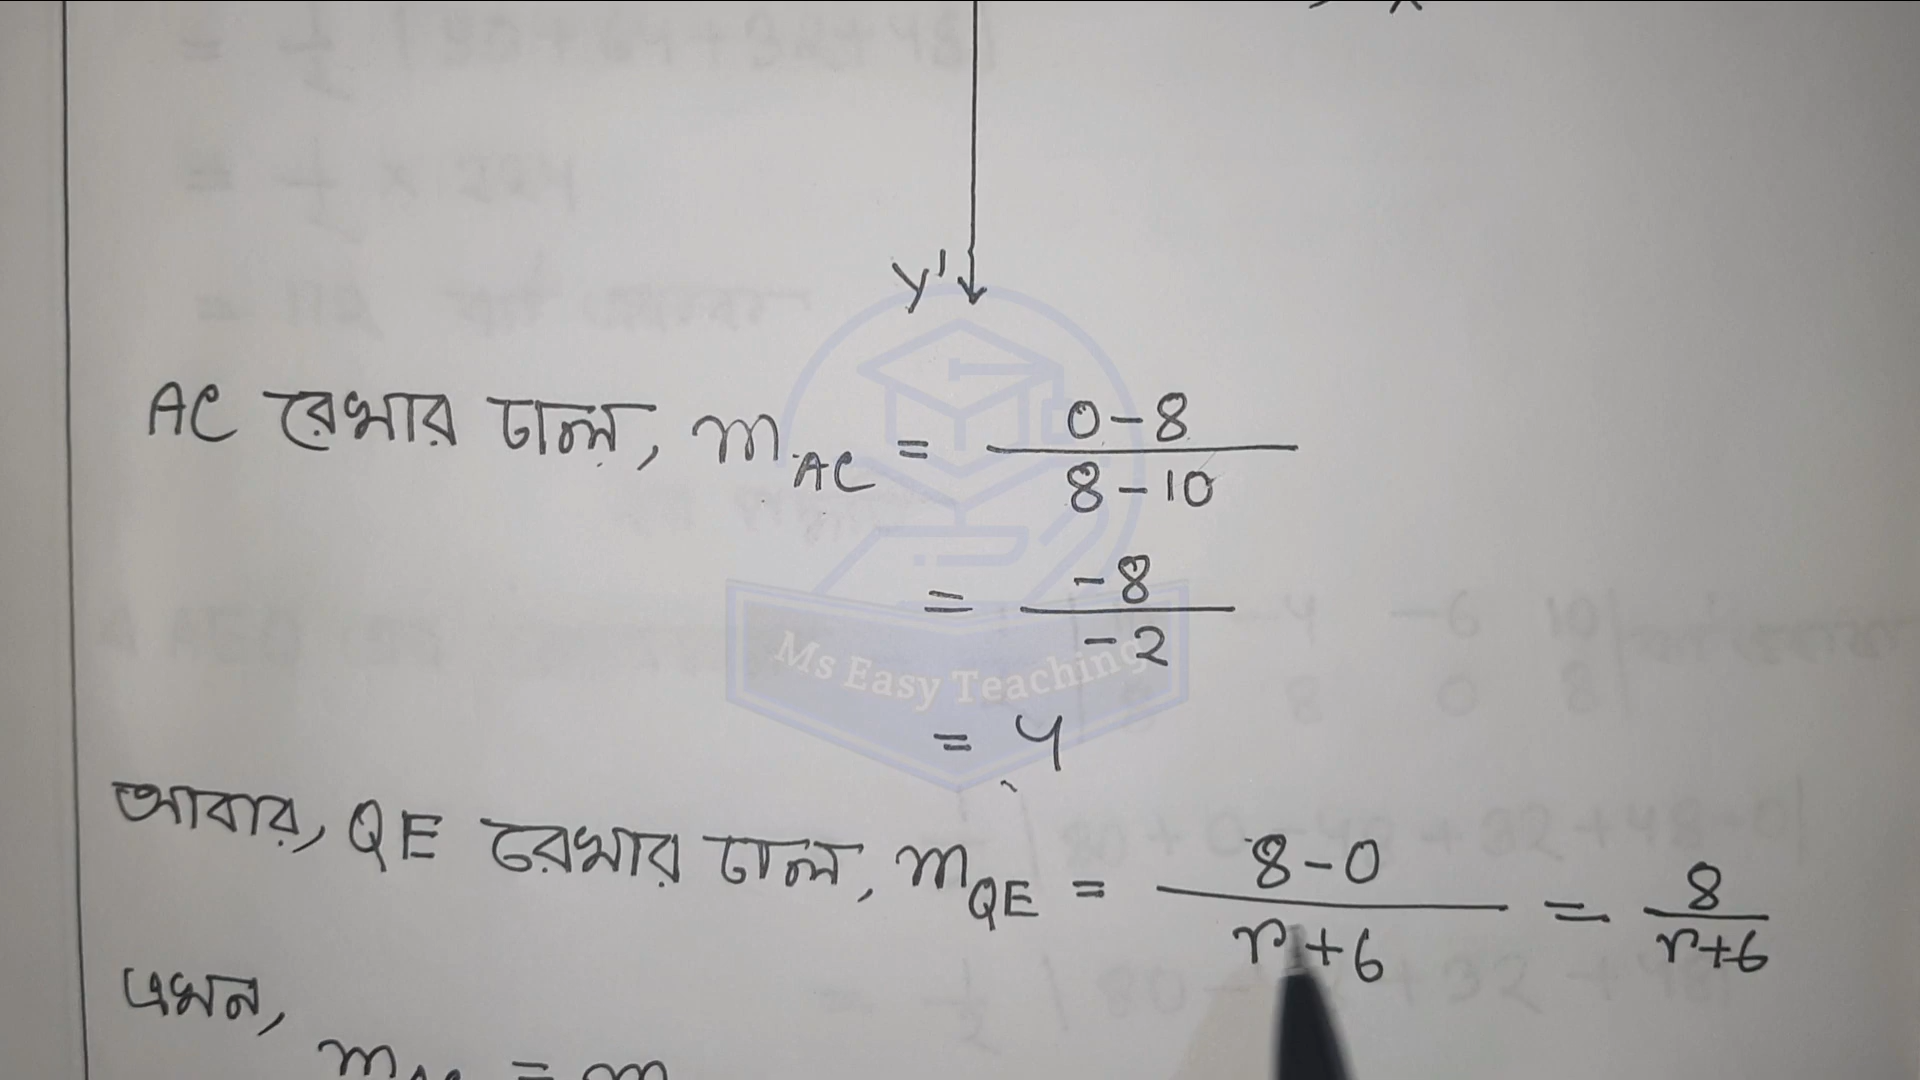 Y'
AC রেখার ঢাল, m_AC = (0-8)/(8-10)
= (-8)/(-2)
= 4
আবার, QE রেখার ঢাল, m_QE = (8-0)/(r+6) = 8/(r+6)
এখন,
Ms Easy Teaching